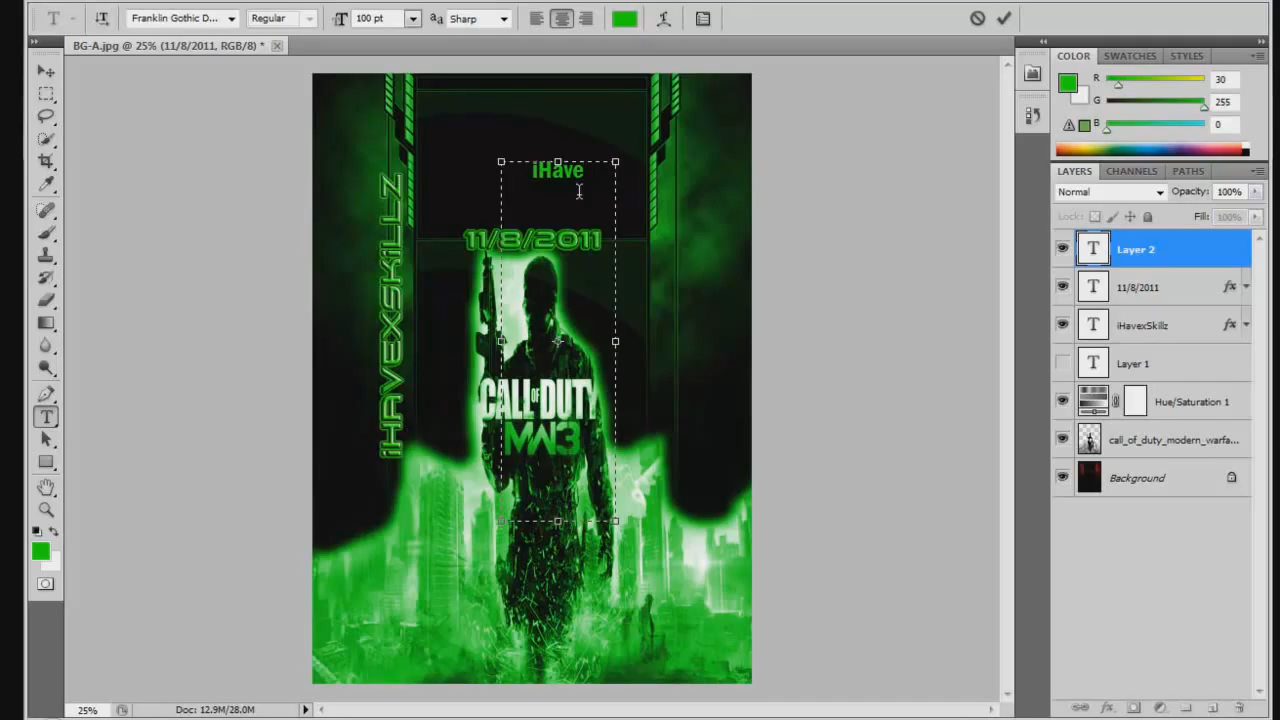 T Franklin Gothic D... Regular 100 pt Sharp
BG-A.jpg @ 25% (11/8/2011, RGB/8) *
COLOR SWATCHES STYLES
R 30
G 255
B 0
LAYERS CHANNELS PATHS
Normal Opacity: 100%
Lock: Fill: 100%
T Layer 2
T 11/8/2011 fx
T iHavexSkillz fx
T Layer 1
Hue/Saturation 1
call_of_duty_modern_warfa...
Background
iHave
11/8/2011
iHAVEXSKiLLZ
CALL OF DUTY
MW3
T
25% Doc: 12.9M/28.0M